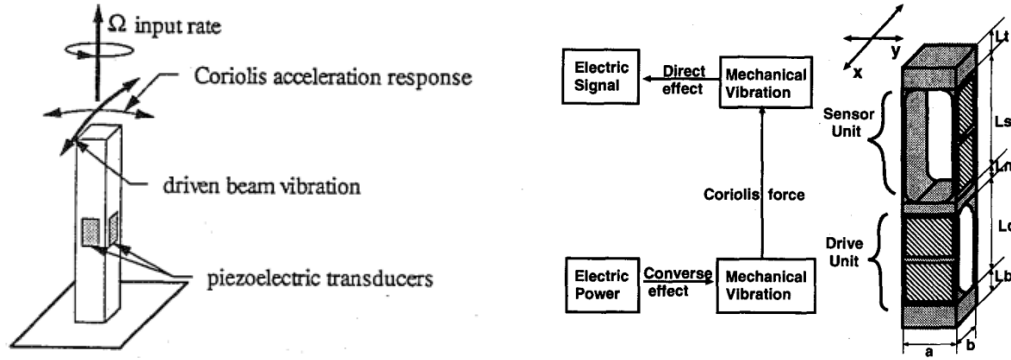 Ω input rate
Coriolis acceleration response
driven beam vibration
piezoelectric transducers
Electric
Signal
Direct
effect
Mechanical
Vibration
Coriolis force
Electric
Power
Converse
effect
Mechanical
Vibration
x
y
Sensor
Unit
Drive
Unit
Lt
Ls
Lb
a
b